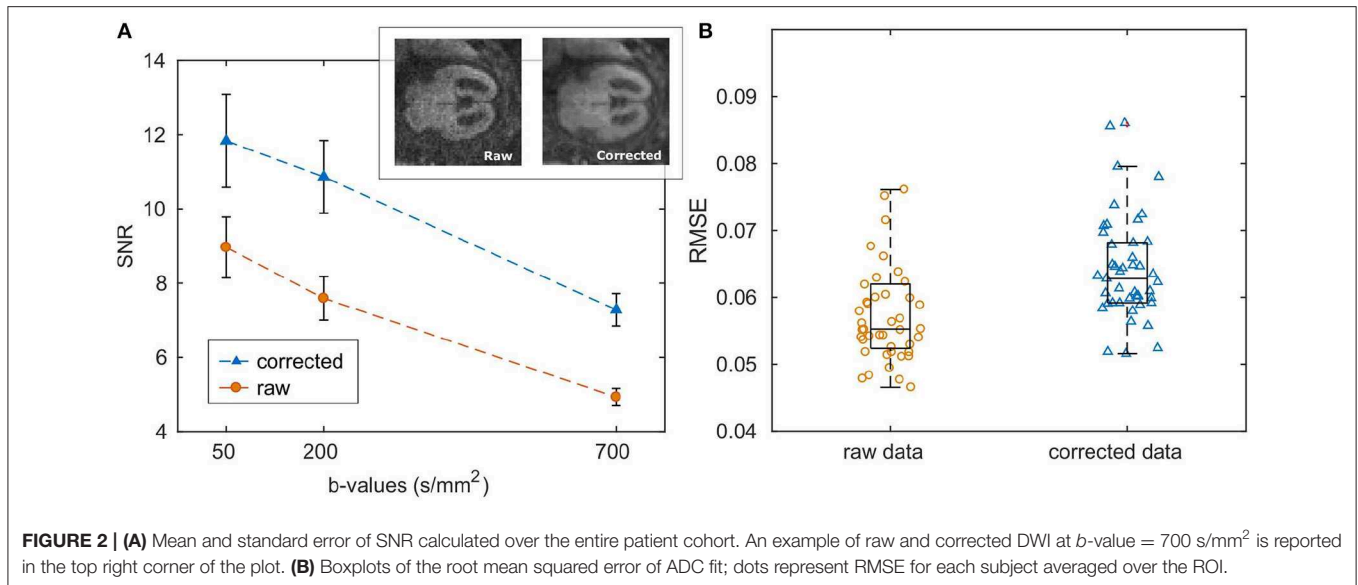 A
14
12
10
8
6
4
SNR
50
200
700
b-values (s/mm²)
corrected
raw
Raw
Corrected
B
0.09
0.08
0.07
0.06
0.05
0.04
RMSE
raw data
corrected data
FIGURE 2 | (A) Mean and standard error of SNR calculated over the entire patient cohort. An example of raw and corrected DWI at b-value = 700 s/mm² is reported
in the top right corner of the plot. (B) Boxplots of the root mean squared error of ADC fit; dots represent RMSE for each subject averaged over the ROI.